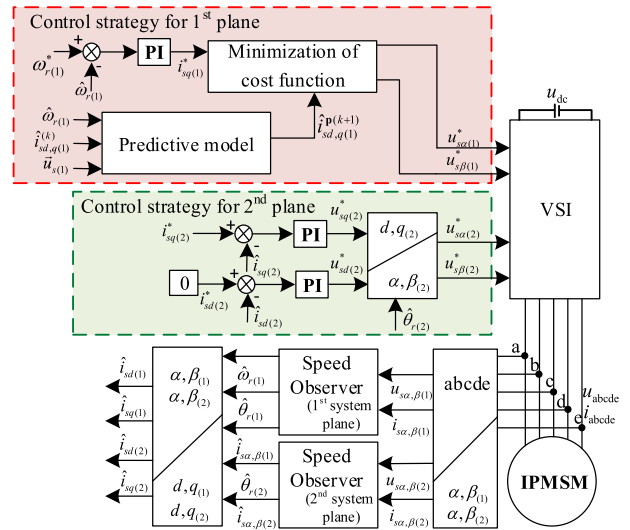 Control strategy for 1st plane
ω*r(1)
+
-
ω̂r(1)
PI
i*sq(1)
Minimization of
cost function
ω̂r(1)
î(k)sd,q(1)
u⃗s(1)
Predictive model
îp(k+1)sd,q(1)
u*sα(1)
u*sβ(1)
udc
VSI
Control strategy for 2nd plane
i*sq(2)
+
-
îsq(2)
PI
u*sq(2)
0
i*sd(2)
+
-
îsd(2)
PI
u*sd(2)
d,q(2)
α,β(2)
θ̂r(2)
u*sα(2)
u*sβ(2)
a
b
c
d
e
uabcde
iabcde
IPMSM
îsd(1)
îsq(1)
îsd(2)
îsq(2)
α,β(1)
α,β(2)
d,q(1)
d,q(2)
ω̂r(1)
θ̂r(1)
îsα,β(1)
θ̂r(2)
îsα,β(2)
Speed
Observer
(1st system
plane)
Speed
Observer
(2nd system
plane)
usα,β(1)
isα,β(1)
usα,β(2)
isα,β(2)
abcde
α,β(1)
α,β(2)